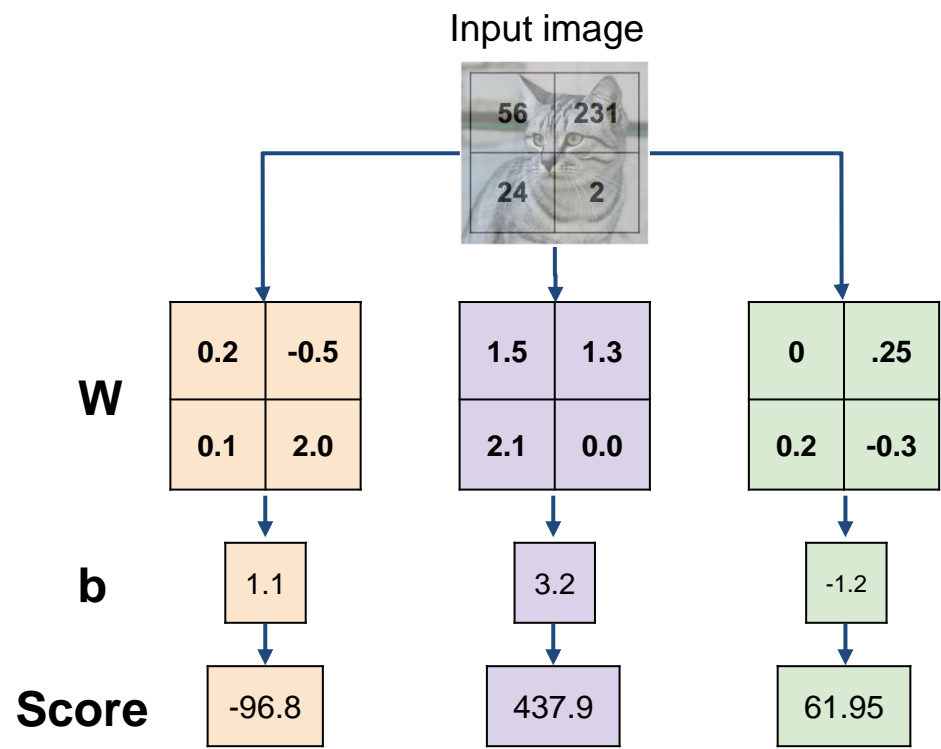 Input image
56 231
24 2
W
0.2 -0.5 1.5 1.3 0 .25
0.1 2.0 2.1 0.0 0.2 -0.3
b 1.1 3.2 -1.2
Score -96.8 437.9 61.95